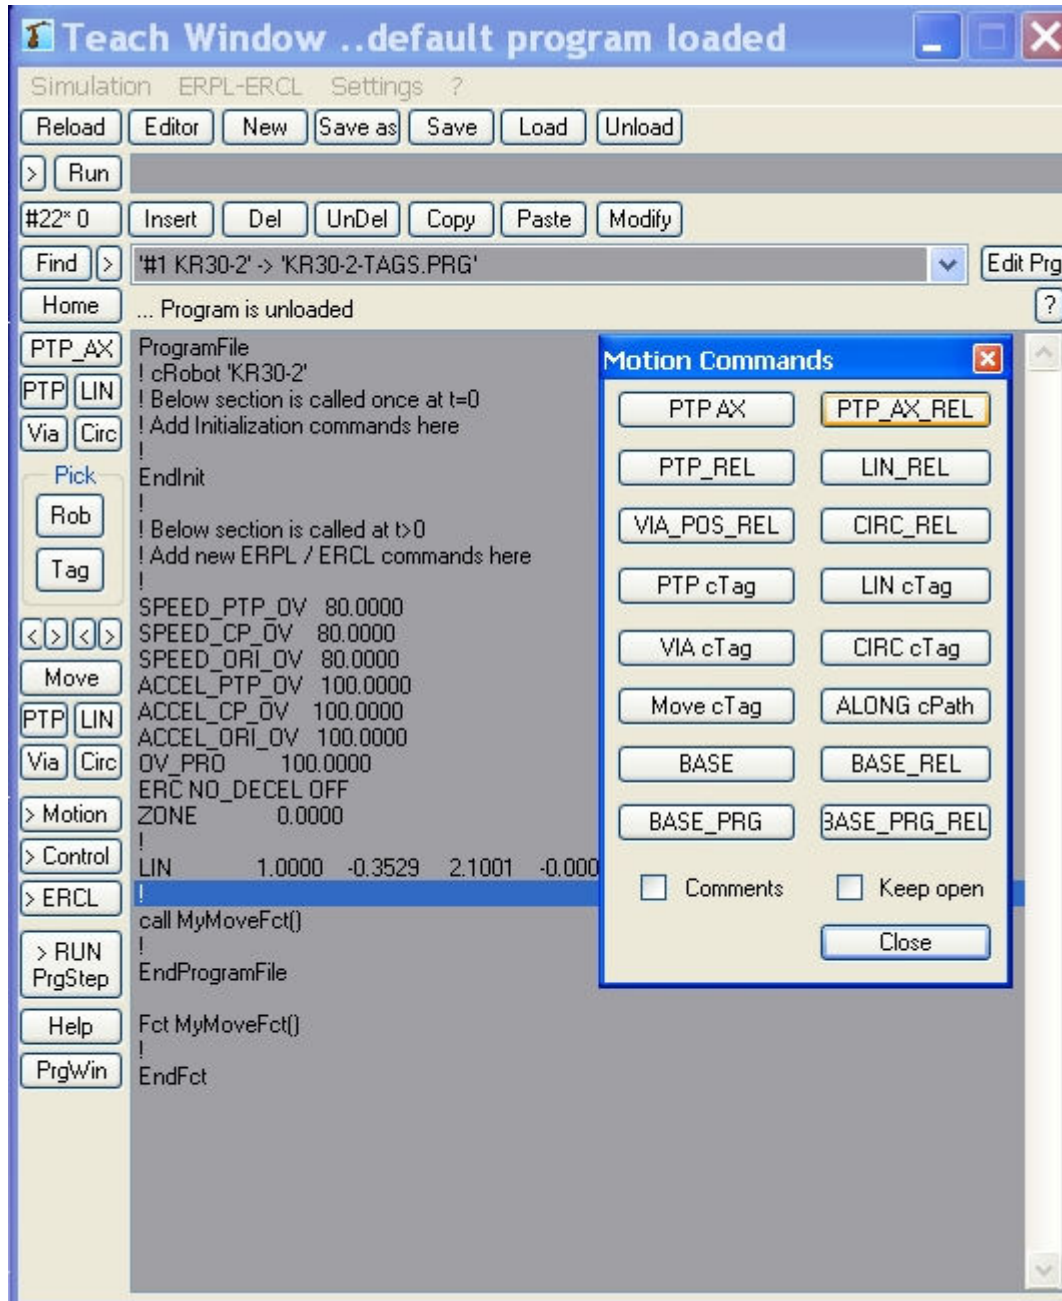 Teach Window ..default program loaded
Simulation ERPL-ERCL Settings ?
Reload Editor New Save as Save Load Unload
> Run
#22* 0 Insert Del UnDel Copy Paste Modify
Find > '#1 KR30-2' -> 'KR30-2-TAGS.PRG' Edit Prg
Home ... Program is unloaded ?
PTP_AX
PTP LIN
Via Circ
Pick
Rob
Tag
< > < >
Move
PTP LIN
Via Circ
> Motion
> Control
> ERCL
> RUN
PrgStep
Help
PrgWin
ProgramFile
! cRobot 'KR30-2'
! Below section is called once at t=0
! Add Initialization commands here
!
EndInit
!
! Below section is called at t>0
! Add new ERPL / ERCL commands here
!
SPEED_PTP_OV 80.0000
SPEED_CP_OV 80.0000
SPEED_ORI_OV 80.0000
ACCEL_PTP_OV 100.0000
ACCEL_CP_OV 100.0000
ACCEL_ORI_OV 100.0000
OV_PRO 100.0000
ERC NO_DECEL OFF
ZONE 0.0000
!
LIN 1.0000 -0.3529 2.1001 -0.000
!
call MyMoveFct()
!
EndProgramFile
Fct MyMoveFct()
!
EndFct
Motion Commands
PTP AX PTP_AX_REL
PTP_REL LIN_REL
VIA_POS_REL CIRC_REL
PTP cTag LIN cTag
VIA cTag CIRC cTag
Move cTag ALONG cPath
BASE BASE_REL
BASE_PRG BASE_PRG_REL
Comments Keep open
Close